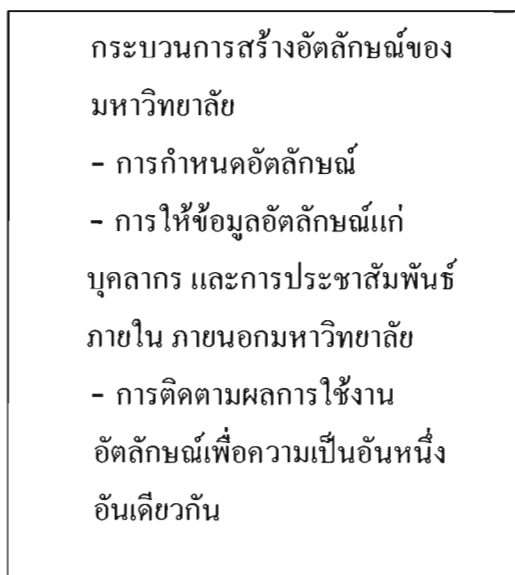 กระบวนการสร้างอัตลักษณ์ของ
มหาวิทยาลัย
- การกำหนดอัตลักษณ์
- การให้ข้อมูลอัตลักษณ์แก่
บุคลากร และการประชาสัมพันธ์
ภายใน ภายนอกมหาวิทยาลัย
- การติดตามผลการใช้งาน
อัตลักษณ์เพื่อความเป็นอันหนึ่ง
อันเดียวกัน